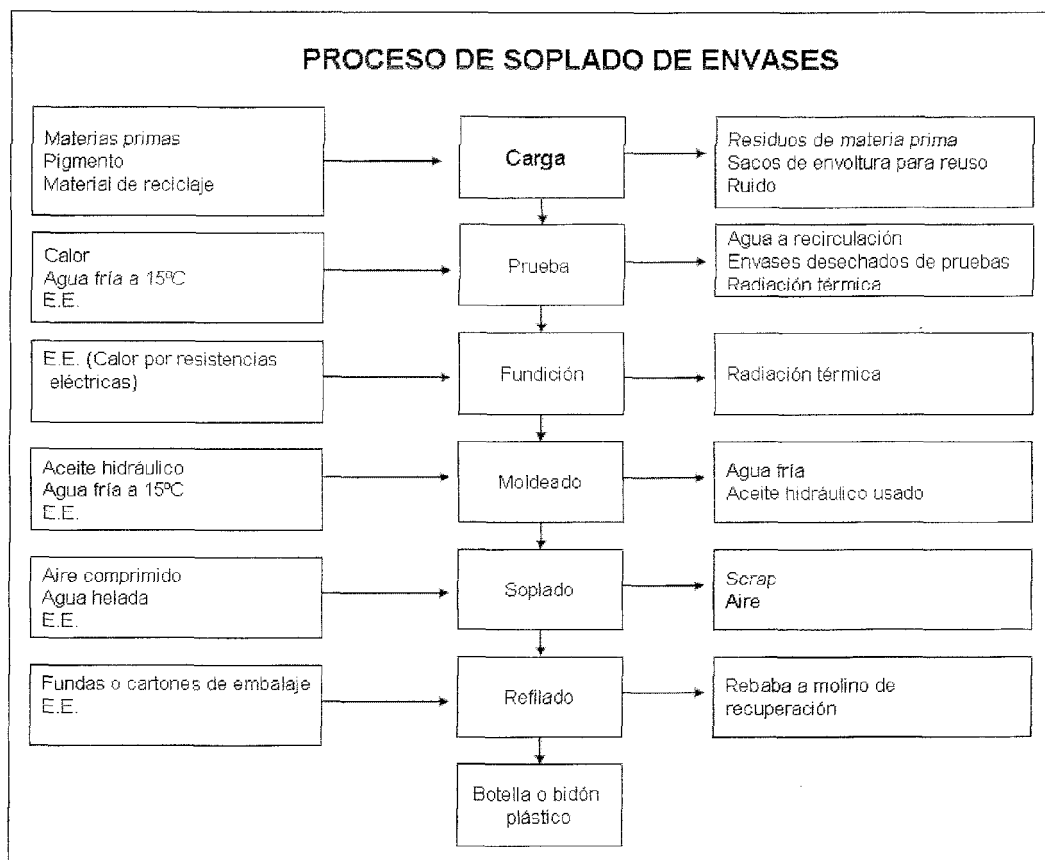 PROCESO DE SOPLADO DE ENVASES
Materias primas
Pigmento
Material de reciclaje
Carga
Residuos de materia prima
Sacos de envoltura para reuso
Ruido
Calor
Agua fría a 15ºC
E.E.
Prueba
Agua a recirculación
Envases desechados de pruebas
Radiación térmica
E.E. (Calor por resistencias
eléctricas)
Fundición
Radiación térmica
Aceite hidráulico
Agua fría a 15ºC
E.E.
Moldeado
Agua fría
Aceite hidráulico usado
Aire comprimido
Agua helada
E.E.
Soplado
Scrap
Aire
Fundas o cartones de embalaje
E.E.
Refilado
Rebaba a molino de
recuperación
Botella o bidón
plástico